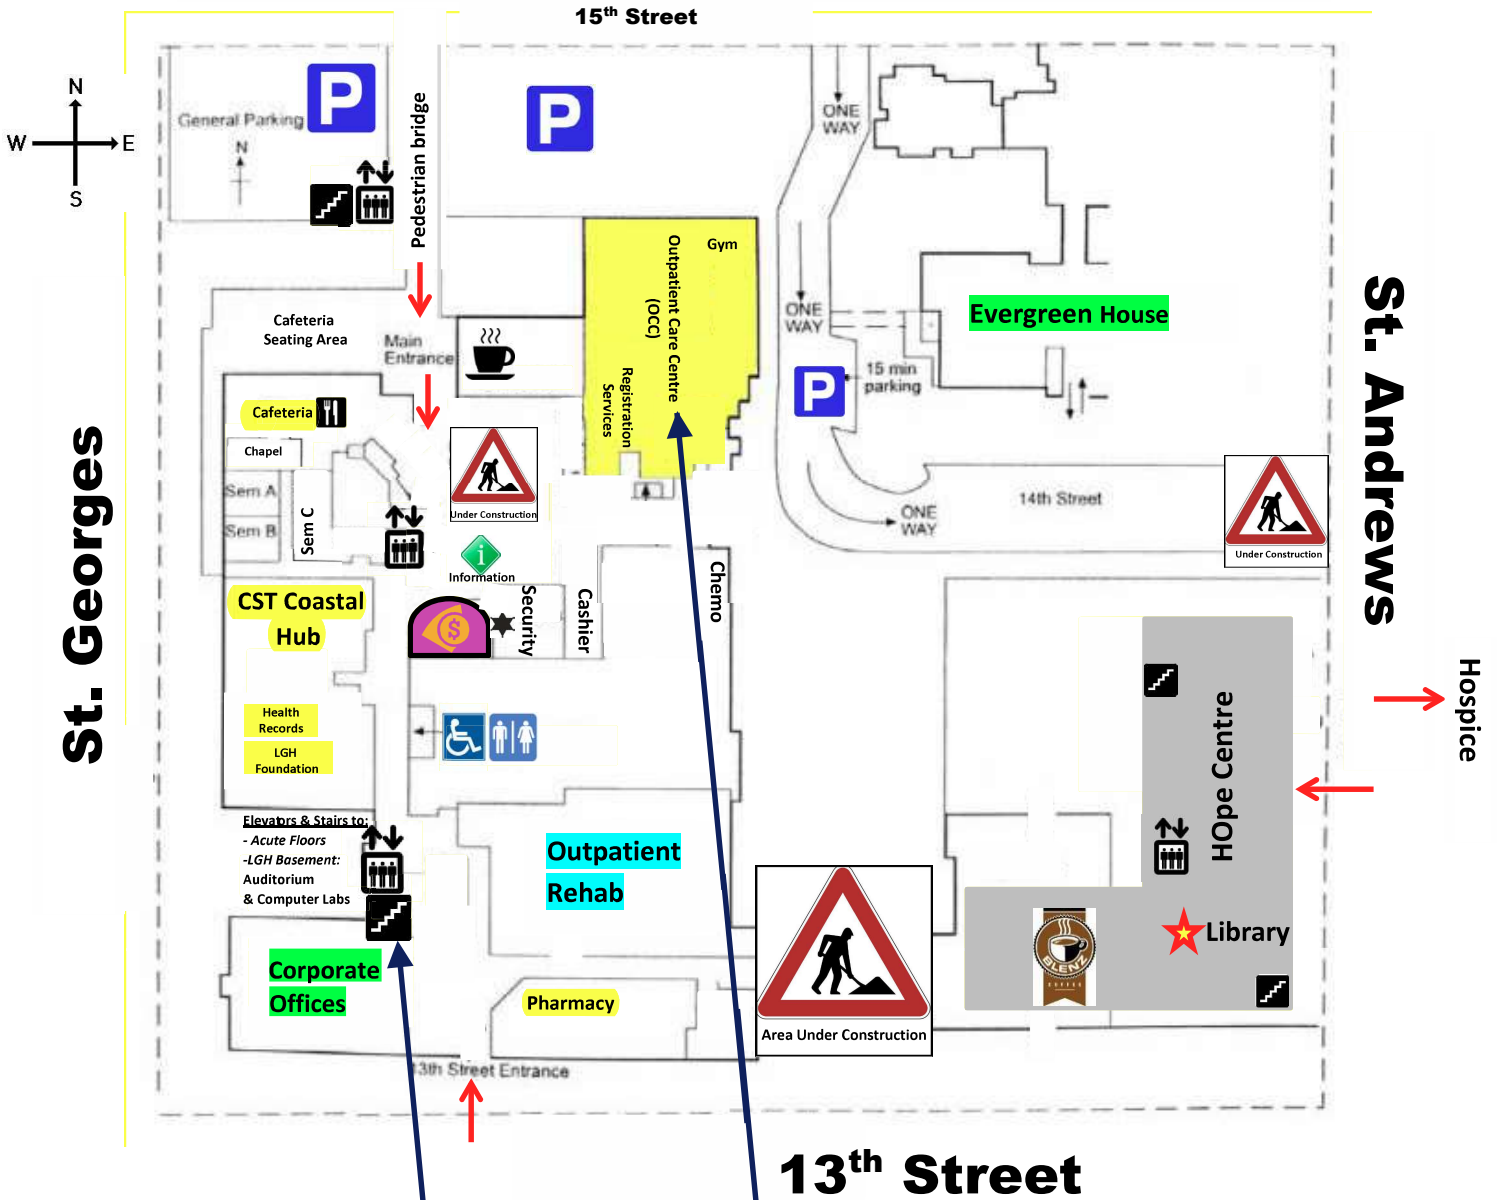 15th Street
N
W E
S
General Parking
P
N
Pedestrian bridge
P
ONE
WAY
Outpatient Care Centre
(OCC)
Gym
Registration
Services
ONE
WAY
Evergreen House
15 min
parking
P
Cafeteria
Seating Area
Main
Entrance
Cafeteria
Chapel
Sem A
Sem B
Sem C
Under Construction
i
Information
ONE
WAY
14th Street
Under Construction
St. Georges
St. Andrews
CST Coastal
Hub
$
Security
Cashier
Chemo
Health
Records
LGH
Foundation
Hospice
HOpe Centre
Elevators & Stairs to:
- Acute Floors
-LGH Basement:
Auditorium
& Computer Labs
Outpatient
Rehab
BLENZ
COFFEE
Library
Corporate
Offices
Pharmacy
Area Under Construction
13th Street Entrance
13th Street